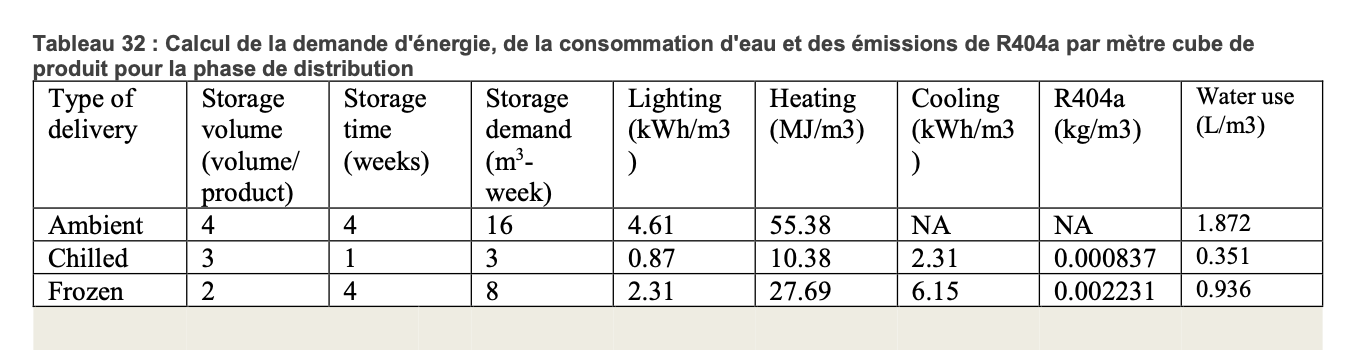 Tableau 32 : Calcul de la demande d'énergie, de la consommation d'eau et des émissions de R404a par mètre cube de
produit pour la phase de distribution
Type of delivery | Storage volume (volume/ product) | Storage time (weeks) | Storage demand (m³-week) | Lighting (kWh/m3 ) | Heating (MJ/m3) | Cooling (kWh/m3 ) | R404a (kg/m3) | Water use (L/m3)
Ambient | 4 | 4 | 16 | 4.61 | 55.38 | NA | NA | 1.872
Chilled | 3 | 1 | 3 | 0.87 | 10.38 | 2.31 | 0.000837 | 0.351
Frozen | 2 | 4 | 8 | 2.31 | 27.69 | 6.15 | 0.002231 | 0.936